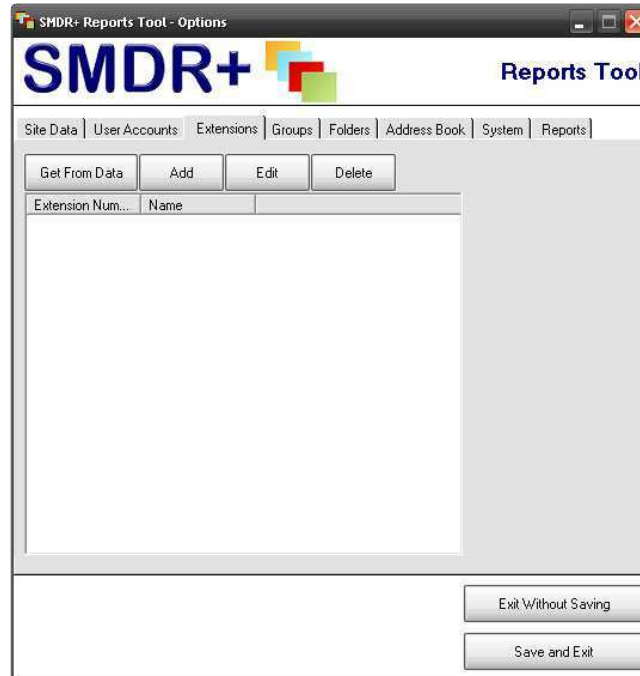 SMDR+ Reports Tool - Options
SMDR+
Reports Tool
Site Data User Accounts Extensions Groups Folders Address Book System Reports
Get From Data Add Edit Delete
Extension Num... Name
Exit Without Saving
Save and Exit